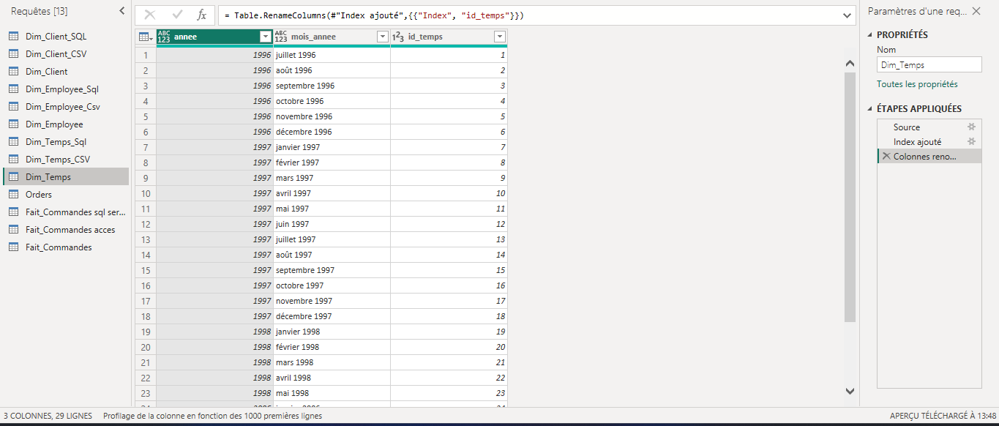 Requêtes [13]
Dim_Client_SQL
Dim_Client_CSV
Dim_Client
Dim_Employee_Sql
Dim_Employee_Csv
Dim_Employee
Dim_Temps_Sql
Dim_Temps_CSV
Dim_Temps
Orders
Fait_Commandes sql ser...
Fait_Commandes acces
Fait_Commandes
fx
= Table.RenameColumns(#"Index ajouté",{{"Index", "id_temps"}})
ABC 123 annee ABC 123 mois_annee 1²3 id_temps
1 1996 juillet 1996 1
2 1996 août 1996 2
3 1996 septembre 1996 3
4 1996 octobre 1996 4
5 1996 novembre 1996 5
6 1996 décembre 1996 6
7 1997 janvier 1997 7
8 1997 février 1997 8
9 1997 mars 1997 9
10 1997 avril 1997 10
11 1997 mai 1997 11
12 1997 juin 1997 12
13 1997 juillet 1997 13
14 1997 août 1997 14
15 1997 septembre 1997 15
16 1997 octobre 1997 16
17 1997 novembre 1997 17
18 1997 décembre 1997 18
19 1998 janvier 1998 19
20 1998 février 1998 20
21 1998 mars 1998 21
22 1998 avril 1998 22
23 1998 mai 1998 23
Paramètres d'une req...
PROPRIÉTÉS
Nom
Dim_Temps
Toutes les propriétés
ÉTAPES APPLIQUÉES
Source
Index ajouté
Colonnes reno...
3 COLONNES, 29 LIGNES
Profilage de la colonne en fonction des 1000 premières lignes
APERÇU TÉLÉCHARGÉ À 13:48